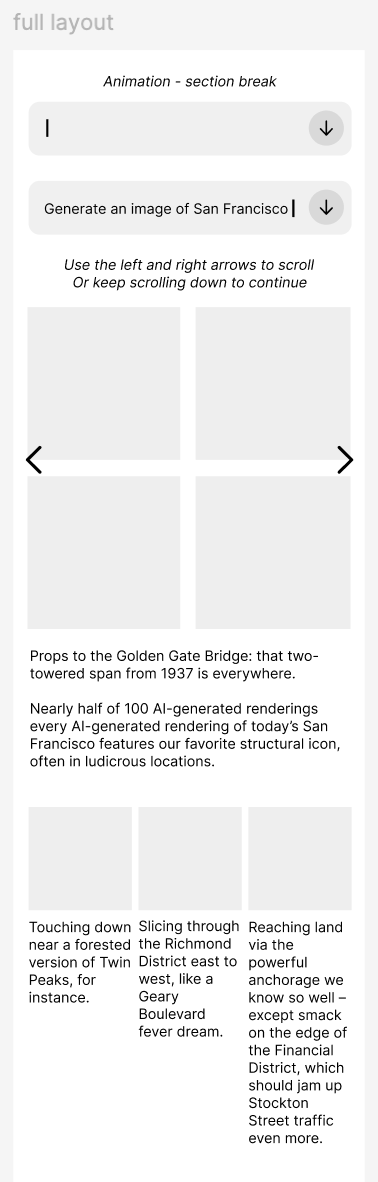 full layout
Animation - section break
Generate an image of San Francisco
Use the left and right arrows to scroll
Or keep scrolling down to continue
Props to the Golden Gate Bridge: that two-
towered span from 1937 is everywhere.
Nearly half of 100 AI-generated renderings
every AI-generated rendering of today’s San
Francisco features our favorite structural icon,
often in ludicrous locations.
Touching down
near a forested
version of Twin
Peaks, for
instance.
Slicing through
the Richmond
District east to
west, like a
Geary
Boulevard
fever dream.
Reaching land
via the
powerful
anchorage we
know so well –
except smack
on the edge of
the Financial
District, which
should jam up
Stockton
Street traffic
even more.